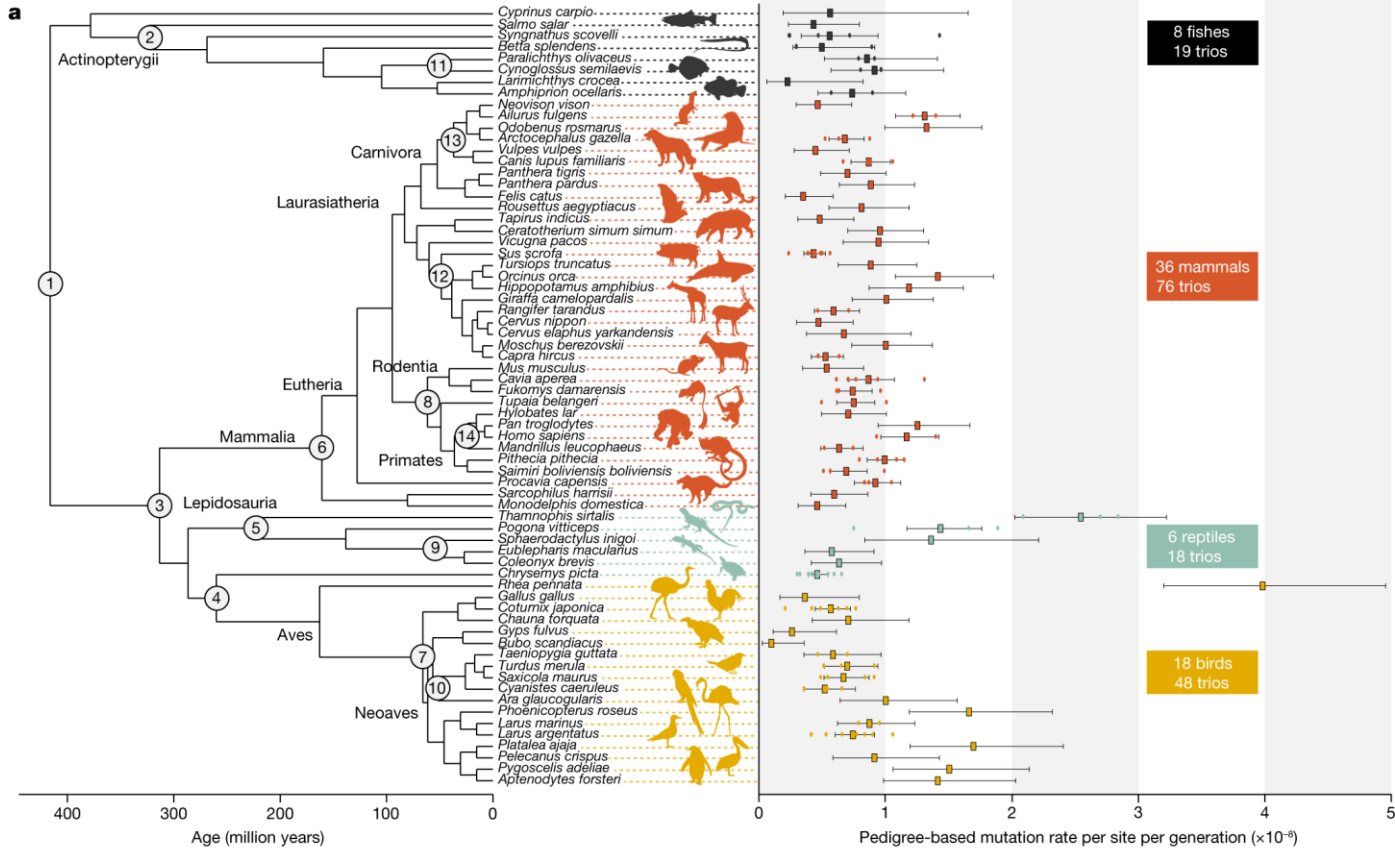 a
Cyprinus carpio
Salmo salar
Syngnathus scovelli
Betta splendens
Paralichthys olivaceus
Cynoglossus semilaevis
Larimichthys crocea
Amphiprion ocellaris
Neovison vison
Ailurus fulgens
Odobenus rosmarus
Arctocephalus gazella
Vulpes vulpes
Canis lupus familiaris
Panthera tigris
Panthera pardus
Felis catus
Rousettus aegyptiacus
Tapirus indicus
Ceratotherium simum simum
Vicugna pacos
Sus scrofa
Tursiops truncatus
Orcinus orca
Hippopotamus amphibius
Giraffa camelopardalis
Rangifer tarandus
Cervus nippon
Cervus elaphus yarkandensis
Moschus berezovskii
Capra hircus
Mus musculus
Cavia aperea
Fukomys damarensis
Tupaia belangeri
Hylobates lar
Pan troglodytes
Homo sapiens
Mandrillus leucophaeus
Pithecia pithecia
Saimiri boliviensis boliviensis
Procavia capensis
Sarcophilus harrisii
Monodelphis domestica
Thamnophis sirtalis
Pogona vitticeps
Sphaerodactylus inigoi
Eublepharis macularius
Coleonyx brevis
Chrysemys picta
Rhea pennata
Gallus gallus
Coturnix japonica
Chauna torquata
Gyps fulvus
Bubo scandiacus
Taeniopygia guttata
Turdus merula
Saxicola maurus
Cyanistes caeruleus
Ara glaucogularis
Phoenicopterus roseus
Larus marinus
Larus argentatus
Platalea ajaja
Pelecanus crispus
Pygoscelis adeliae
Aptenodytes forsteri
Actinopterygii
Carnivora
Laurasiatheria
Rodentia
Eutheria
Mammalia
Primates
Lepidosauria
Aves
Neoaves
1
2
11
13
12
8
14
6
3
5
9
4
7
10
8 fishes
19 trios
36 mammals
76 trios
6 reptiles
18 trios
18 birds
48 trios
400 300 200 100 0
Age (million years)
0 1 2 3 4 5
Pedigree-based mutation rate per site per generation (×10⁻⁸)